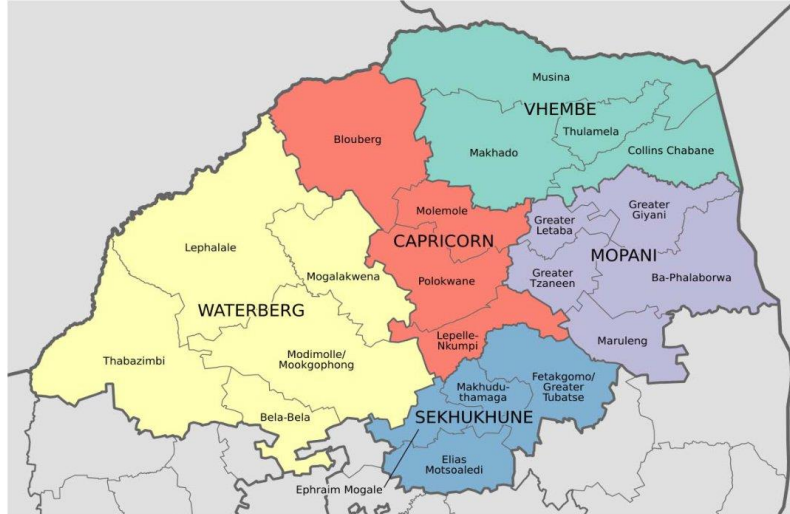 Musina
VHEMBE
Thulamela
Makhado
Collins Chabane
Blouberg
Molemole
CAPRICORN
Polokwane
Lepelle-
Nkumpi
Greater
Letaba
Greater
Giyani
MOPANI
Greater
Tzaneen
Ba-Phalaborwa
Maruleng
Lephalale
Mogalakwena
WATERBERG
Thabazimbi
Modimolle/
Mookgophong
Bela-Bela
Fetakgomo/
Greater
Tubatse
Makhudu-
thamaga
SEKHUKHUNE
Elias
Motsoaledi
Ephraim Mogale